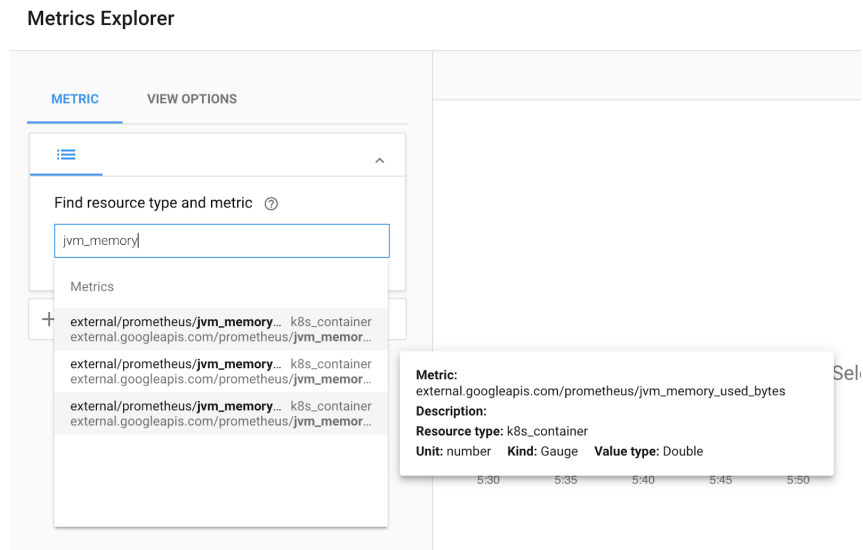 Metrics Explorer
METRIC VIEW OPTIONS
Find resource type and metric ?
jvm_memory
Metrics
external/prometheus/jvm_memory... k8s_container
external.googleapis.com/prometheus/jvm_memor...
external/prometheus/jvm_memory... k8s_container
external.googleapis.com/prometheus/jvm_memor...
external/prometheus/jvm_memory... k8s_container
external.googleapis.com/prometheus/jvm_memor...
Metric:
external.googleapis.com/prometheus/jvm_memory_used_bytes
Description:
Resource type: k8s_container
Unit: number Kind: Gauge Value type: Double
Sel
5:30 5:35 5:40 5:45 5:50